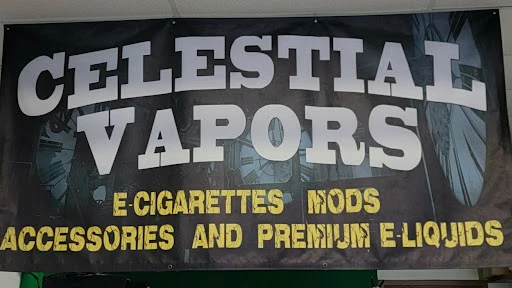 CELESTIAL
VAPORS
E-CIGARETTES MODS
ACCESSORIES AND PREMIUM E-LIQUIDS